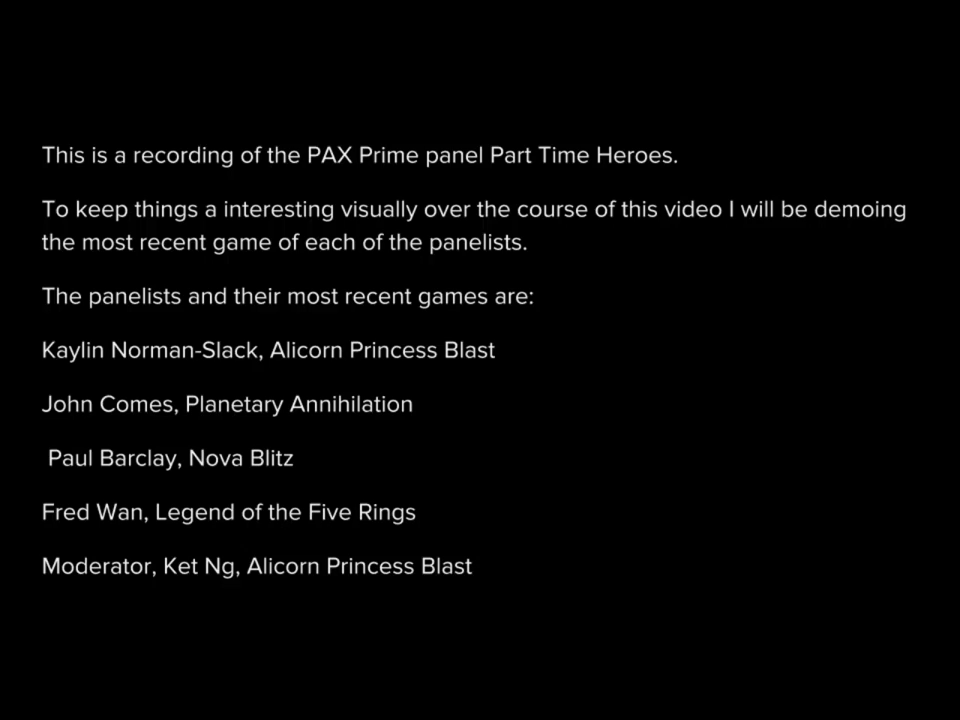 This is a recording of the PAX Prime panel Part Time Heroes.
To keep things a interesting visually over the course of this video I will be demoing
the most recent game of each of the panelists.
The panelists and their most recent games are:
Kaylin Norman-Slack, Alicorn Princess Blast
John Comes, Planetary Annihilation
Paul Barclay, Nova Blitz
Fred Wan, Legend of the Five Rings
Moderator, Ket Ng, Alicorn Princess Blast